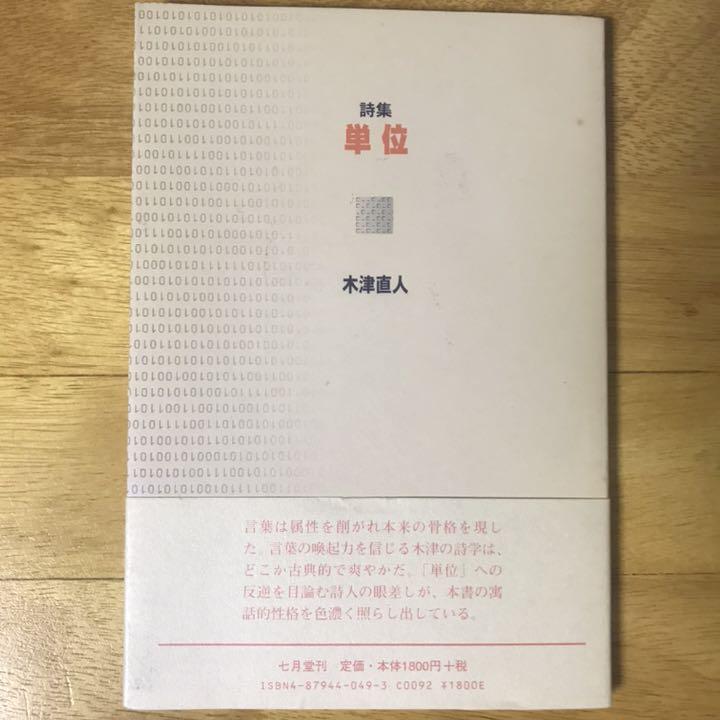 詩集
単位
木津直人
言葉は属性を削がれ本来の骨格を現し
た。言葉の喚起力を信じる木津の詩学は、
どこか古典的で爽やかだ。「単位」への
反逆を目論む詩人の眼差しが、本書の寓
話的性格を色濃く照らし出している。
七月堂刊 定価・本体1800円+税
ISBN4-87944-049-3 C0092 ¥1800E